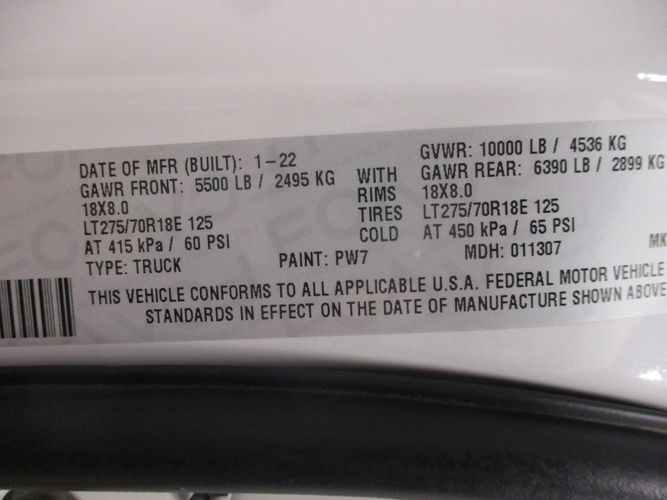 DATE OF MFR (BUILT): 1-22 GVWR: 10000 LB / 4536 KG
GAWR FRONT: 5500 LB / 2495 KG WITH GAWR REAR: 6390 LB / 2899 KG
18X8.0 RIMS 18X8.0
LT275/70R18E 125 TIRES LT275/70R18E 125
AT 415 kPa / 60 PSI COLD AT 450 kPa / 65 PSI
TYPE: TRUCK PAINT: PW7 MDH: 011307 MK
THIS VEHICLE CONFORMS TO ALL APPLICABLE U.S.A. FEDERAL MOTOR VEHICLE
STANDARDS IN EFFECT ON THE DATE OF MANUFACTURE SHOWN ABOVE